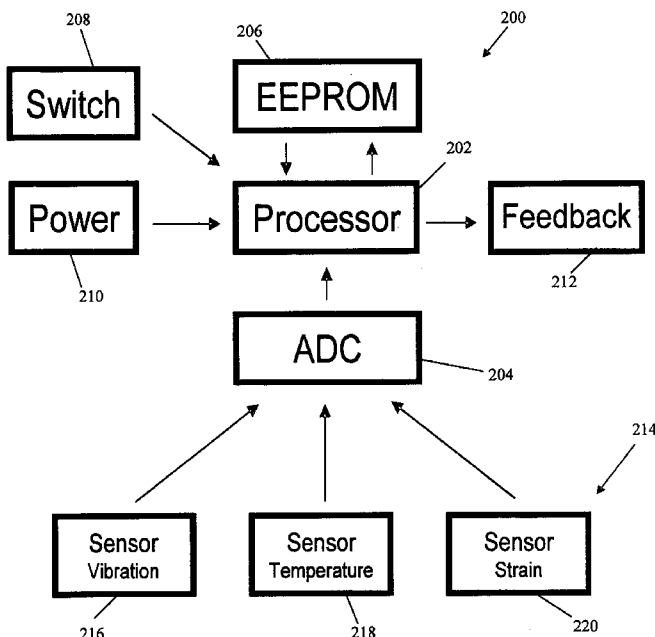 208
206
200
Switch
EEPROM
202
Power
Processor
Feedback
210
212
ADC
204
214
Sensor
Vibration
Sensor
Temperature
Sensor
Strain
216
218
220